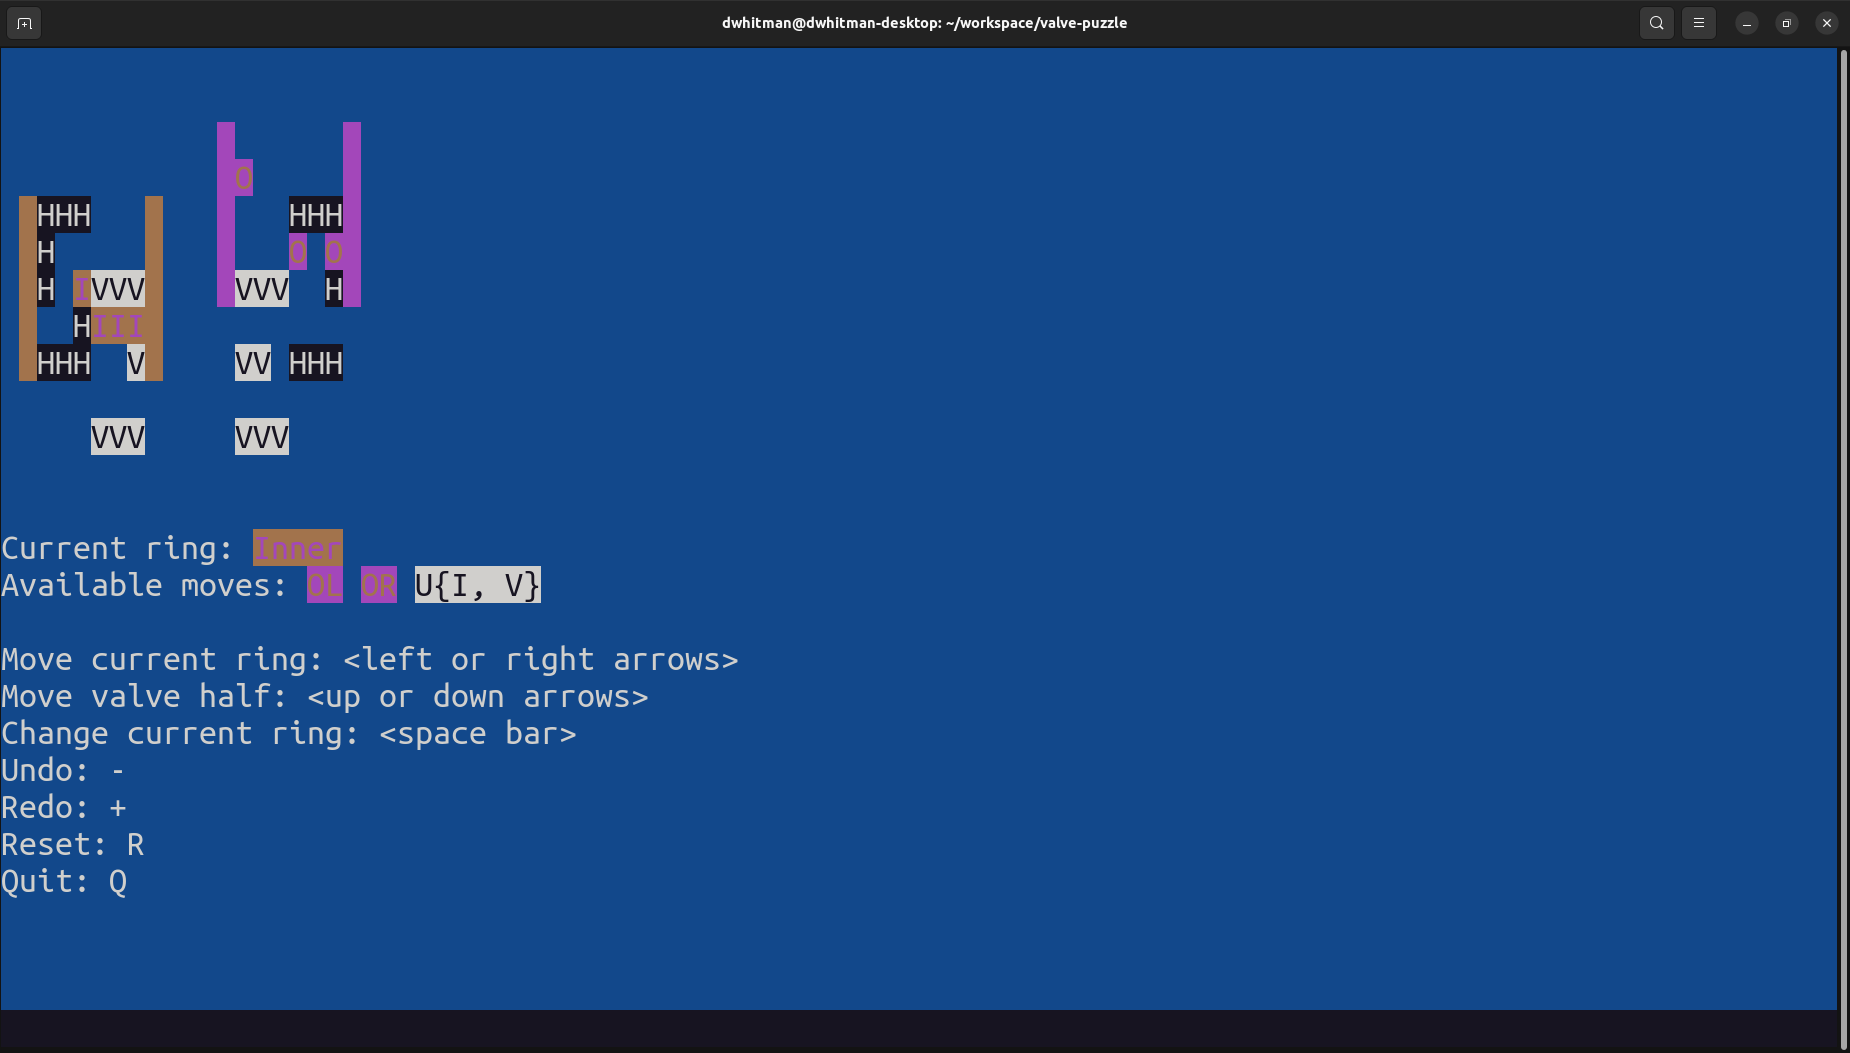 dwhitman@dwhitman-desktop: ~/workspace/valve-puzzle
O
HHH HHH
H O O
H IVVV VVV H
HIII
HHH V VV HHH
VVV VVV
Current ring: Inner
Available moves: OL OR U{I, V}
Move current ring: <left or right arrows>
Move valve half: <up or down arrows>
Change current ring: <space bar>
Undo: -
Redo: +
Reset: R
Quit: Q